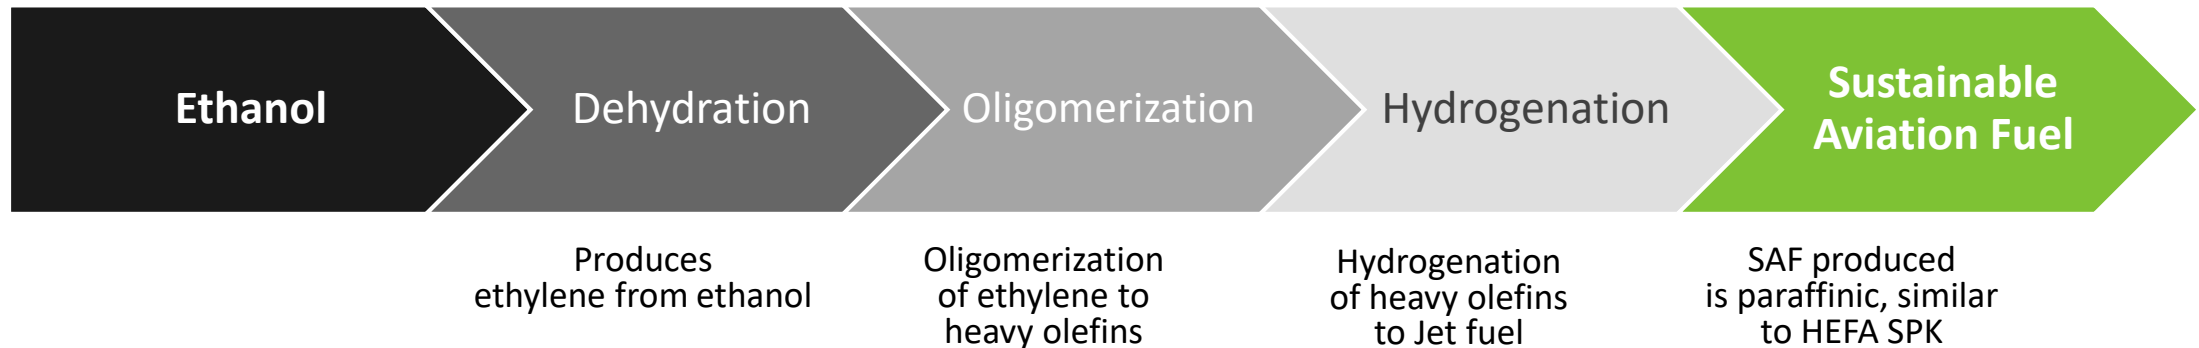 Ethanol
Dehydration
Oligomerization
Hydrogenation
Sustainable
Aviation Fuel
Produces
ethylene from ethanol
Oligomerization
of ethylene to
heavy olefins
Hydrogenation
of heavy olefins
to Jet fuel
SAF produced
is paraffinic, similar
to HEFA SPK